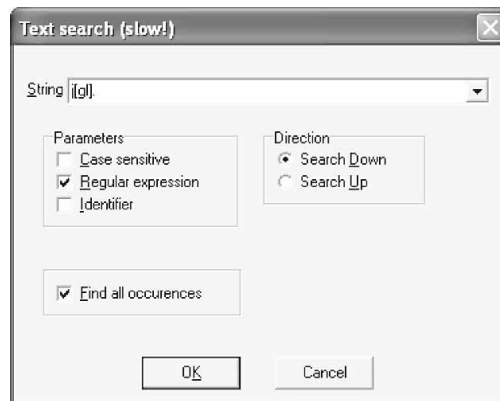 Text search (slow!)
String j[gl].
Parameters
Case sensitive
Regular expression
Identifier
Direction
Search Down
Search Up
Find all occurences
OK
Cancel